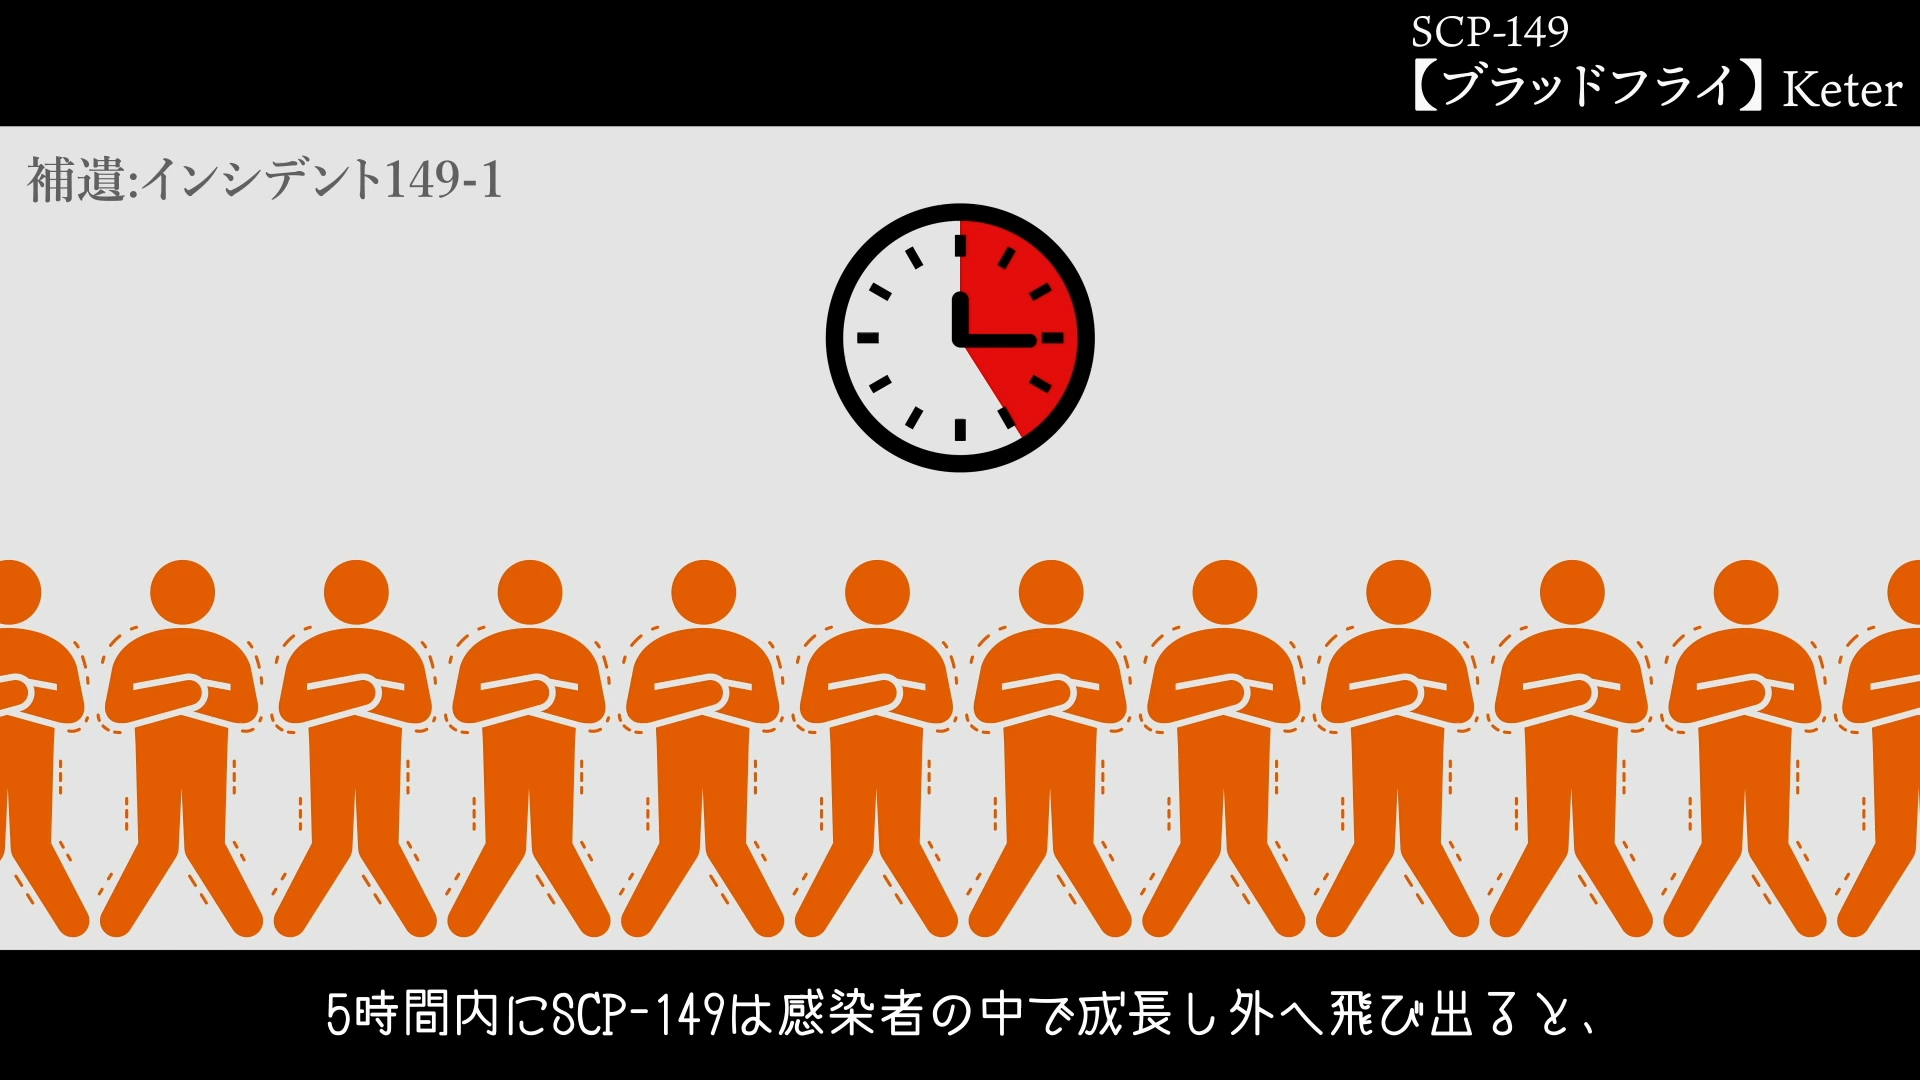 SCP-149
【ブラッドフライ】 Keter
補遺:インシデント149-1
5時間内にSCP-149は感染者の中で成長し外へ飛び出ると、